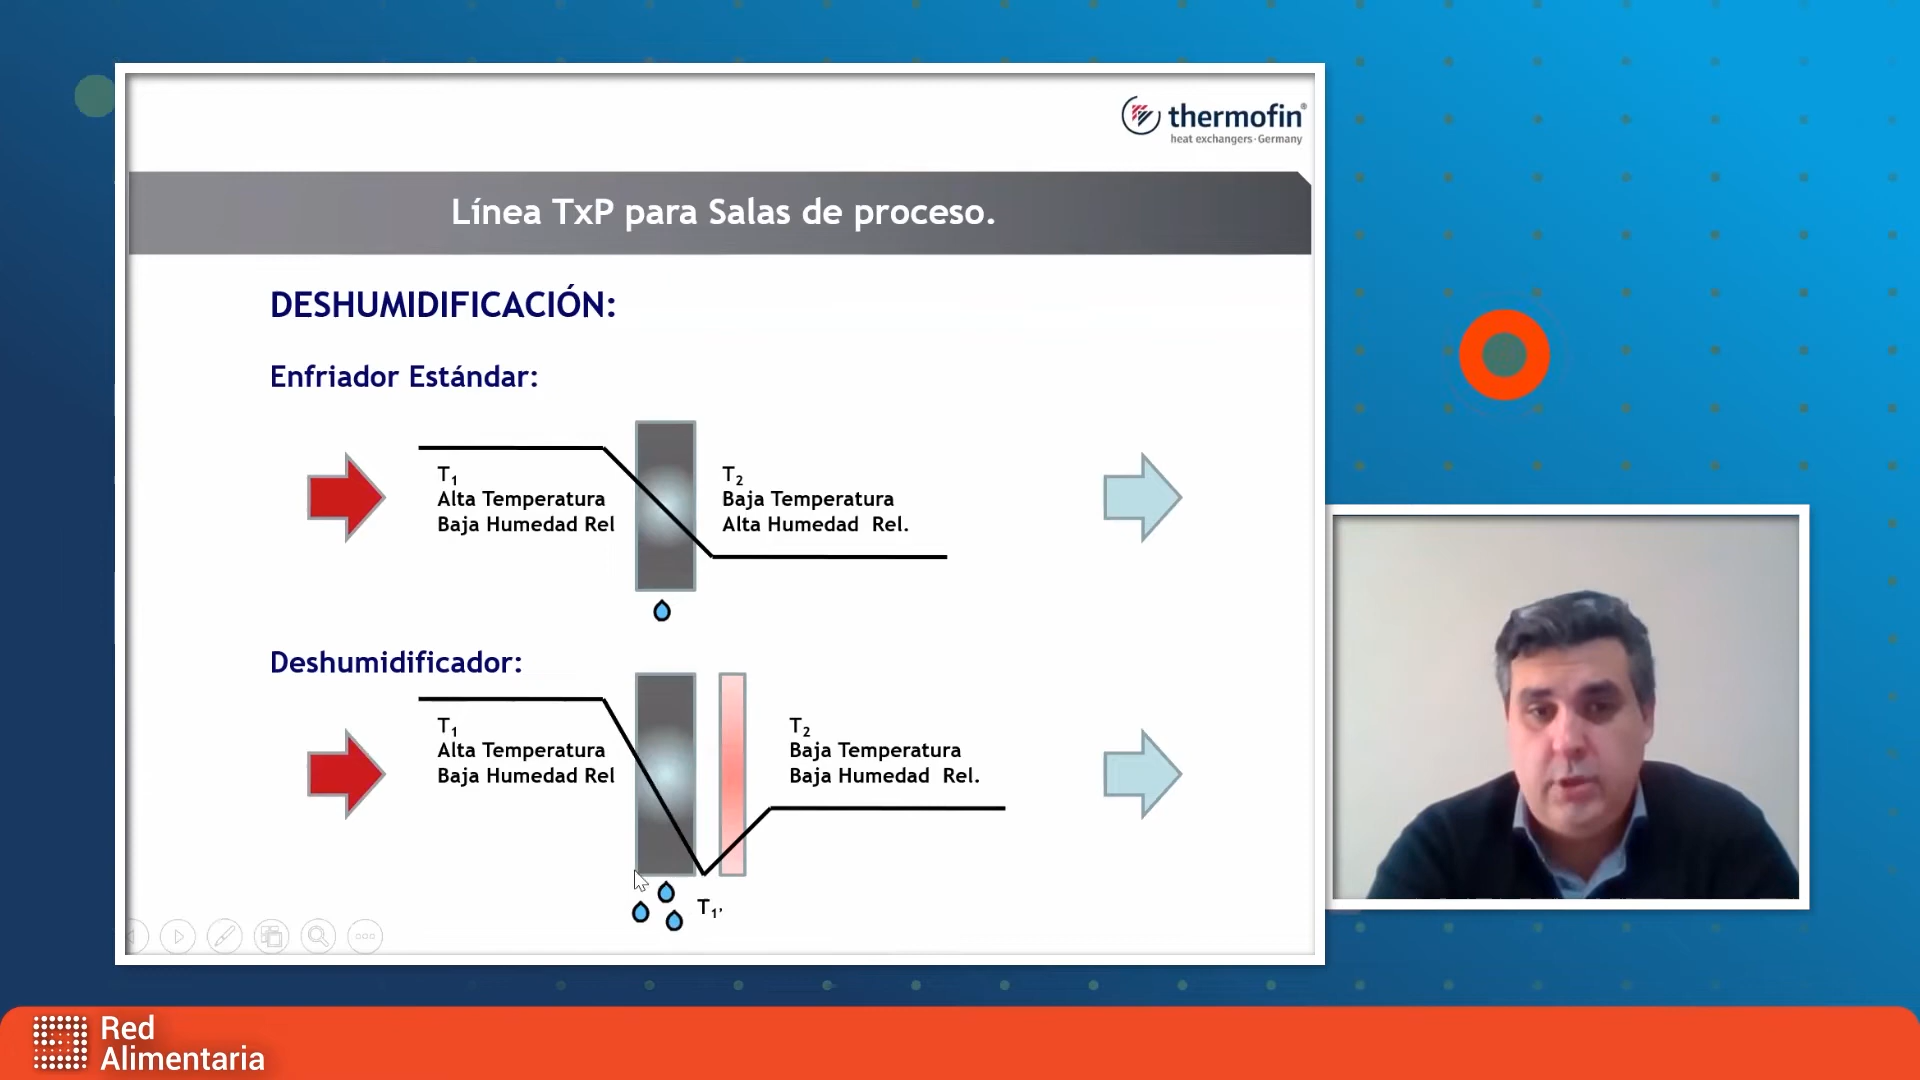 thermofin®
heat exchangers·Germany
Línea TxP para Salas de proceso.
DESHUMIDIFICACIÓN:
Enfriador Estándar:
T1
Alta Temperatura
Baja Humedad Rel
T2
Baja Temperatura
Alta Humedad Rel.
Deshumidificador:
T1
Alta Temperatura
Baja Humedad Rel
T2
Baja Temperatura
Baja Humedad Rel.
T1'
Red
Alimentaria